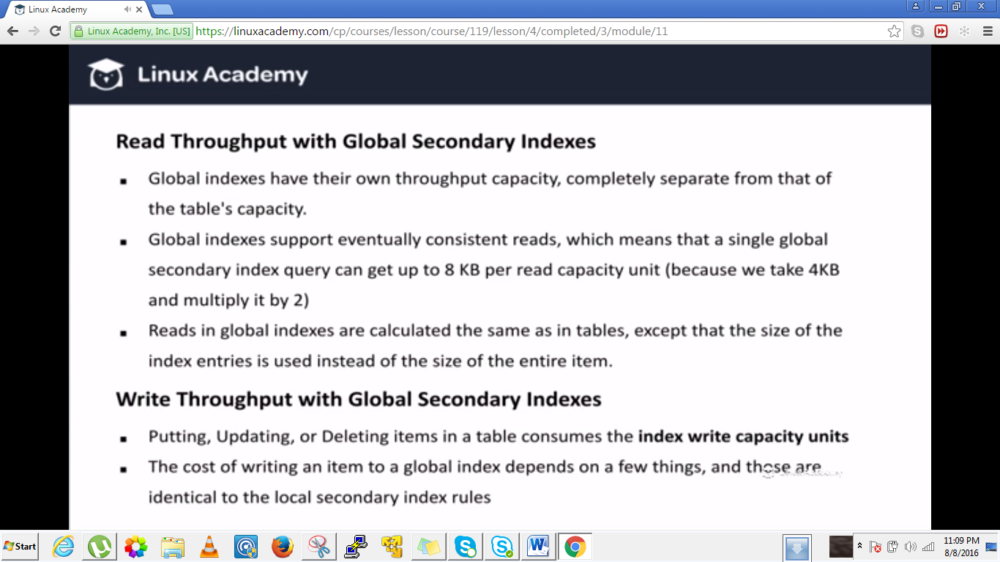 Linux Academy
Linux Academy, Inc. [US]
https://linuxacademy.com/cp/courses/lesson/course/119/lesson/4/completed/3/module/11
Linux Academy
Read Throughput with Global Secondary Indexes
▪ Global indexes have their own throughput capacity, completely separate from that of
the table's capacity.
▪ Global indexes support eventually consistent reads, which means that a single global
secondary index query can get up to 8 KB per read capacity unit (because we take 4KB
and multiply it by 2)
▪ Reads in global indexes are calculated the same as in tables, except that the size of the
index entries is used instead of the size of the entire item.
Write Throughput with Global Secondary Indexes
▪ Putting, Updating, or Deleting items in a table consumes the index write capacity units
▪ The cost of writing an item to a global index depends on a few things, and those are
identical to the local secondary index rules
Start
11:09 PM
8/8/2016